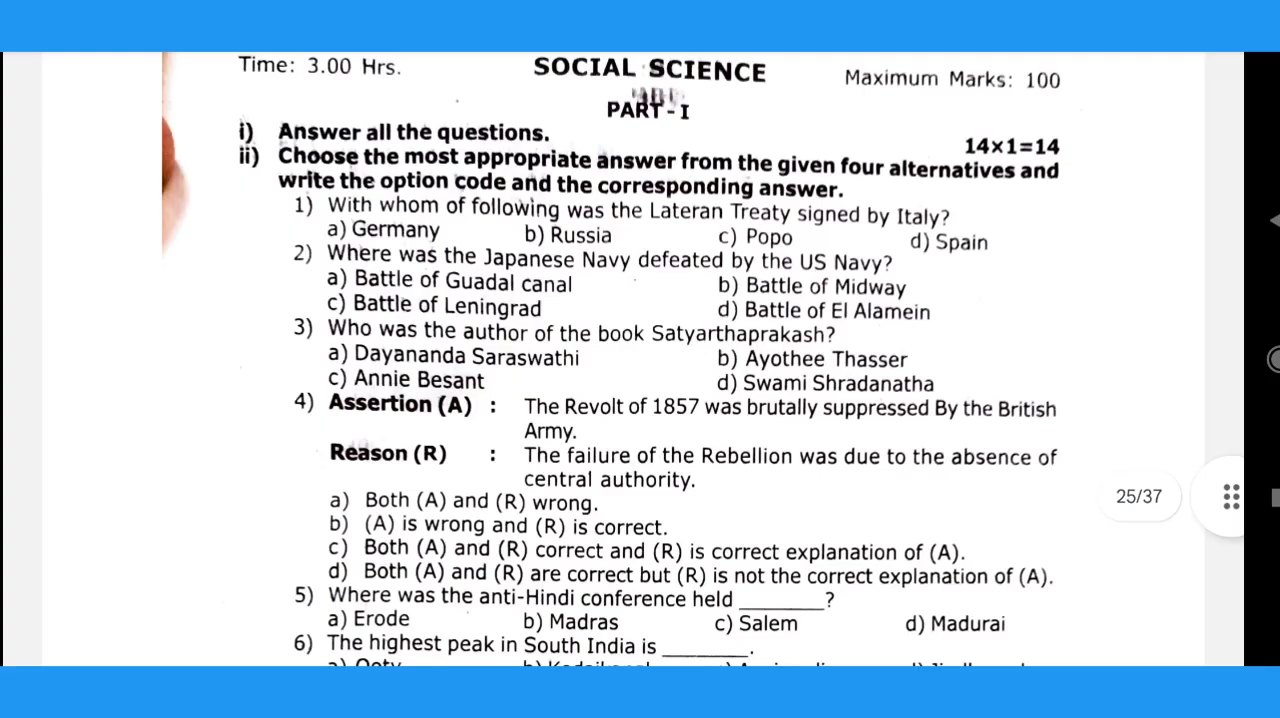 Time: 3.00 Hrs. SOCIAL SCIENCE Maximum Marks: 100
PART - I
i) Answer all the questions. 14×1=14
ii) Choose the most appropriate answer from the given four alternatives and
write the option code and the corresponding answer.
1) With whom of following was the Lateran Treaty signed by Italy?
a) Germany b) Russia c) Popo d) Spain
2) Where was the Japanese Navy defeated by the US Navy?
a) Battle of Guadal canal b) Battle of Midway
c) Battle of Leningrad d) Battle of El Alamein
3) Who was the author of the book Satyarthaprakash?
a) Dayananda Saraswathi b) Ayothee Thasser
c) Annie Besant d) Swami Shradanatha
4) Assertion (A) : The Revolt of 1857 was brutally suppressed By the British
Army.
Reason (R) : The failure of the Rebellion was due to the absence of
central authority.
a) Both (A) and (R) wrong.
b) (A) is wrong and (R) is correct.
c) Both (A) and (R) correct and (R) is correct explanation of (A).
d) Both (A) and (R) are correct but (R) is not the correct explanation of (A).
25/37
5) Where was the anti-Hindi conference held ________?
a) Erode b) Madras c) Salem d) Madurai
6) The highest peak in South India is ________.
a) Ooty